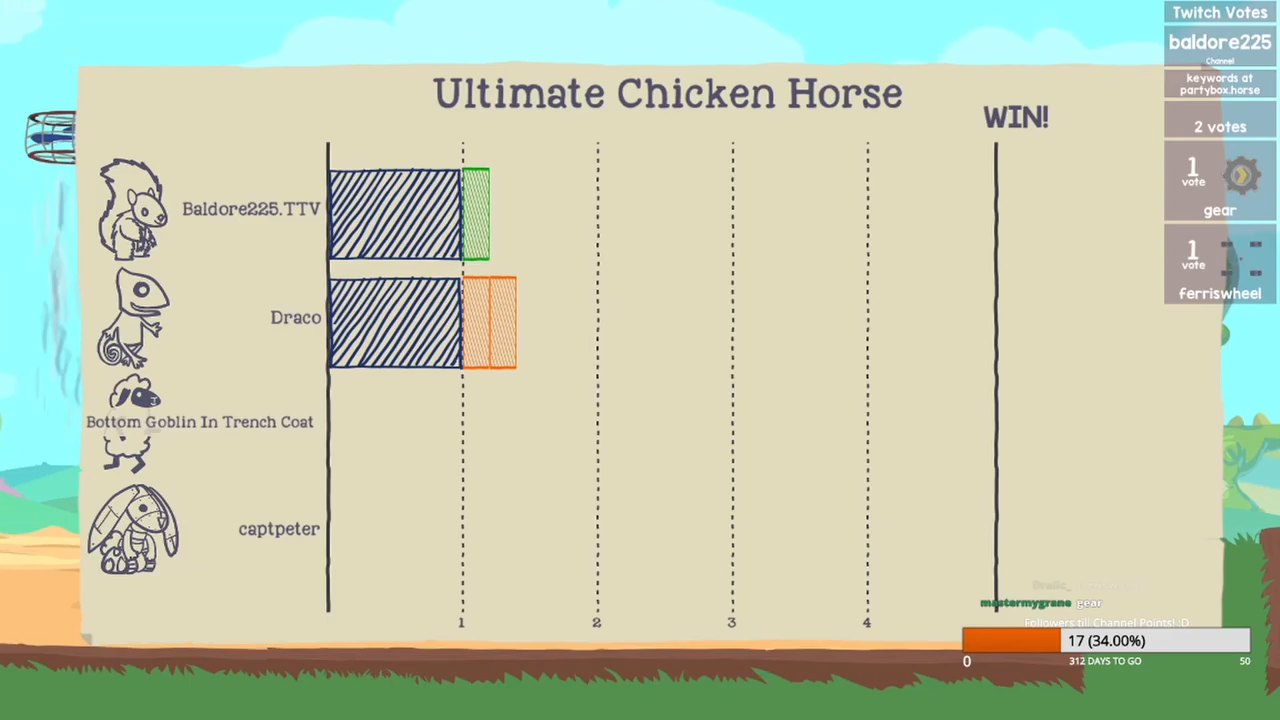 Twitch Votes
baldore225
Channel
keywords at
partybox.horse
2 votes
1
vote
gear
1
vote
ferriswheel
Ultimate Chicken Horse
WIN!
Baldore225.TTV
Draco
Bottom Goblin In Trench Coat
captpeter
1
2
3
4
mastermygrane gear
Followers till Channel Points! :D
17 (34.00%)
0
312 DAYS TO GO
50